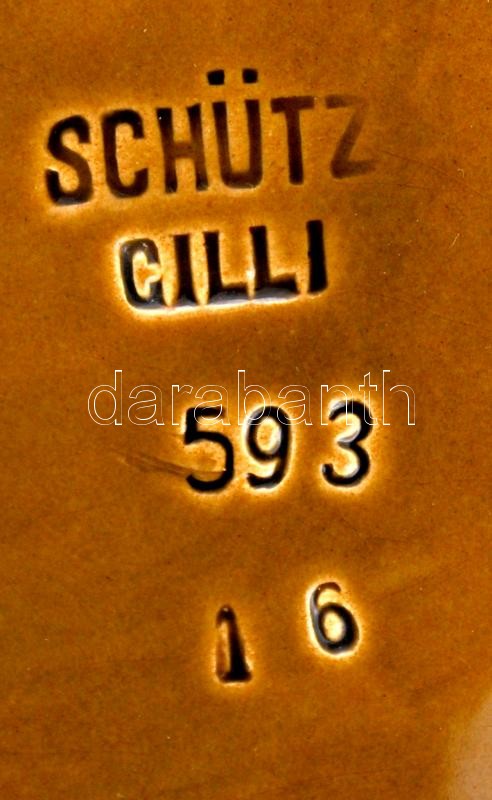 SCHÜTZ
CILLI
darabanth
593
16